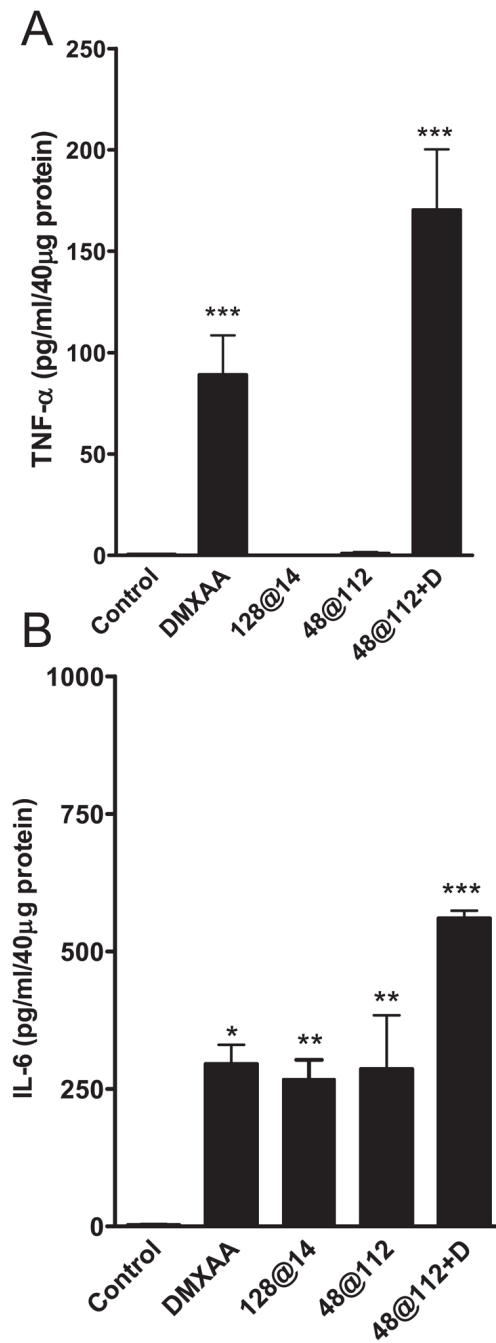 A
TNF-α (pg/ml/40μg protein)
250
200
150
100
50
0
***
***
Control
DMXAA
128@14
48@112
48@112+D
B
IL-6 (pg/ml/40μg protein)
1000
750
500
250
0
*
**
**
***
Control
DMXAA
128@14
48@112
48@112+D